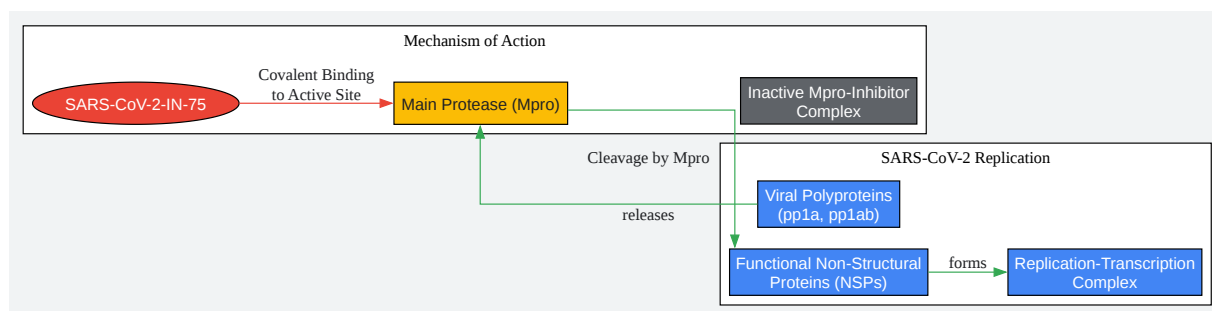 Mechanism of Action
Covalent Binding
to Active Site
SARS-CoV-2-IN-75
Main Protease (Mpro)
Inactive Mpro-Inhibitor
Complex
Cleavage by Mpro
SARS-CoV-2 Replication
Viral Polyproteins
(pp1a, pp1ab)
releases
Functional Non-Structural
Proteins (NSPs)
forms
Replication-Transcription
Complex